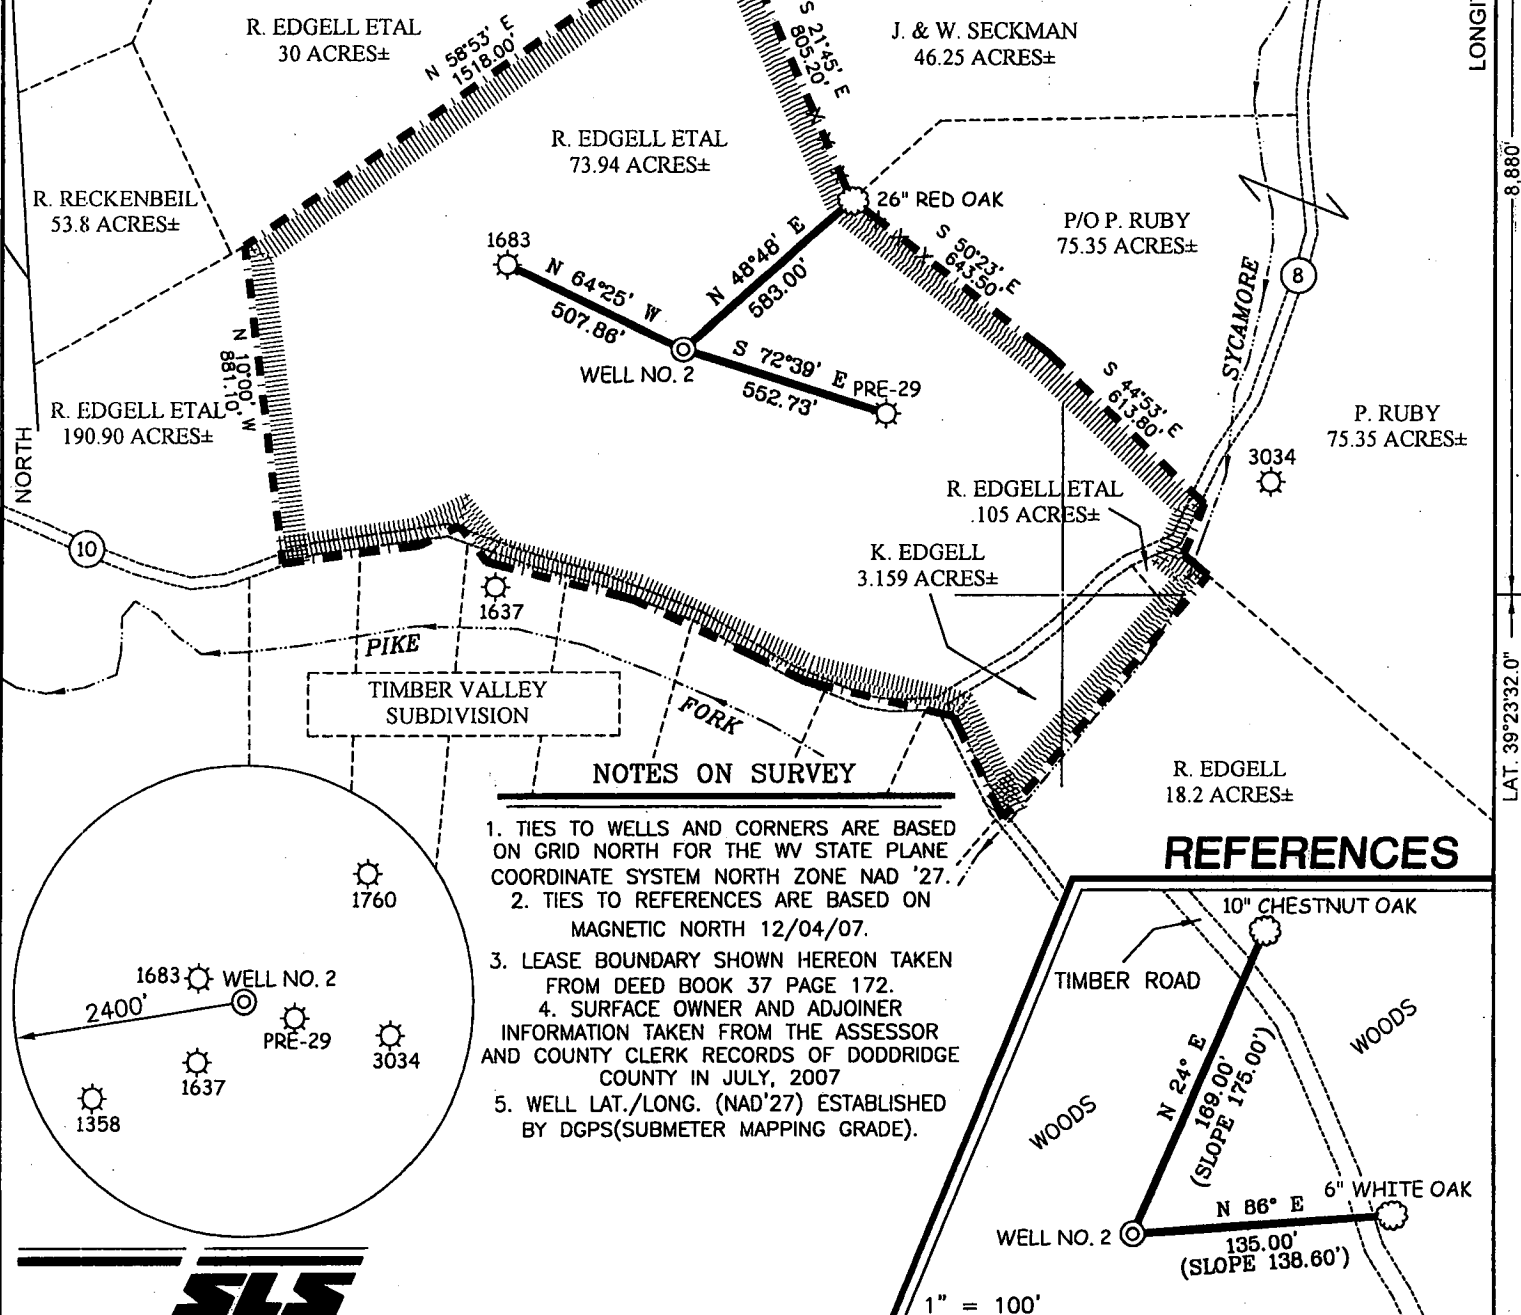 R. EDGELL ETAL
30 ACRES±
N 58°53' E
1518.00'
S 21°45' E
805.20'
J. & W. SECKMAN
46.25 ACRES±
LONGI
R. EDGELL ETAL
73.94 ACRES±
8,880'
R. RECKENBEIL
53.8 ACRES±
26" RED OAK
P/O P. RUBY
75.35 ACRES±
1683
N 64°25' W
507.86'
N 48°48' E
583.00'
S 50°23' E
643.50'
SYCAMORE
8
WELL NO. 2
S 72°39' E
552.73'
PRE-29
N 10°00' W
881.10'
S 44°53' E
613.80'
R. EDGELL ETAL
190.90 ACRES±
P. RUBY
75.35 ACRES±
NORTH
3034
R. EDGELL ETAL
.105 ACRES±
10
K. EDGELL
3.159 ACRES±
1637
PIKE
TIMBER VALLEY
SUBDIVISION
FORK
LAT. 39°23'32.0"
R. EDGELL
18.2 ACRES±
NOTES ON SURVEY
1. TIES TO WELLS AND CORNERS ARE BASED
ON GRID NORTH FOR THE WV STATE PLANE
COORDINATE SYSTEM NORTH ZONE NAD '27.
2. TIES TO REFERENCES ARE BASED ON
MAGNETIC NORTH 12/04/07.
3. LEASE BOUNDARY SHOWN HEREON TAKEN
FROM DEED BOOK 37 PAGE 172.
4. SURFACE OWNER AND ADJOINER
INFORMATION TAKEN FROM THE ASSESSOR
AND COUNTY CLERK RECORDS OF DODDRIDGE
COUNTY IN JULY, 2007
5. WELL LAT./LONG. (NAD'27) ESTABLISHED
BY DGPS(SUBMETER MAPPING GRADE).
1760
1683
WELL NO. 2
2400'
PRE-29
3034
1637
1358
SLS
REFERENCES
10" CHESTNUT OAK
TIMBER ROAD
WOODS
N 24° E
169.00'
(SLOPE 175.00')
WOODS
6" WHITE OAK
N 86° E
WELL NO. 2
135.00'
(SLOPE 138.60')
1" = 100'